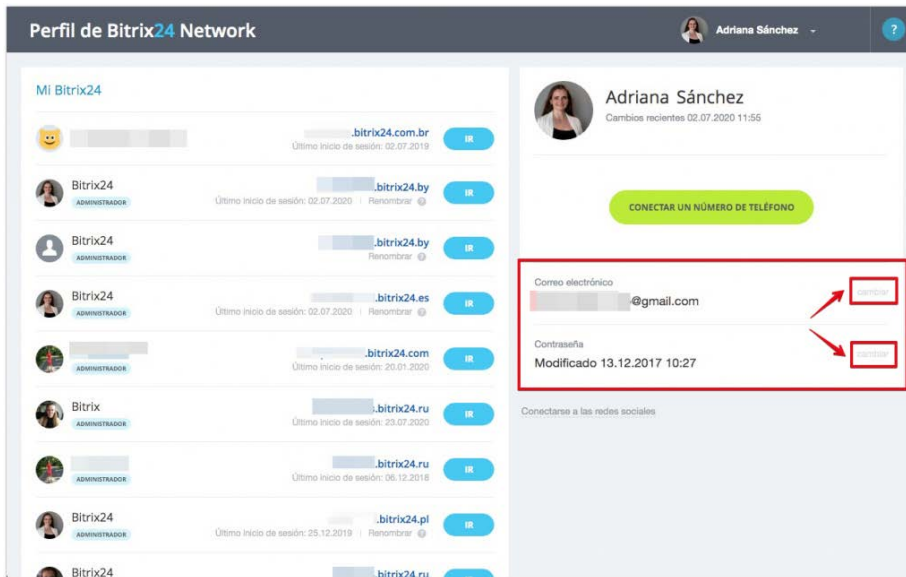 Perfil de Bitrix24 Network
Adriana Sánchez
?
Mi Bitrix24
.bitrix24.com.br
Último inicio de sesión: 02.07.2019
IR
Bitrix24
ADMINISTRADOR
.bitrix24.by
Último inicio de sesión: 02.07.2020 | Renombrar ?
IR
Bitrix24
ADMINISTRADOR
.bitrix24.by
Renombrar ?
IR
Bitrix24
ADMINISTRADOR
.bitrix24.es
Último inicio de sesión: 02.07.2020 | Renombrar ?
IR
ADMINISTRADOR
.bitrix24.com
Último inicio de sesión: 20.01.2020
IR
Bitrix
ADMINISTRADOR
s.bitrix24.ru
Último inicio de sesión: 23.07.2020
IR
ADMINISTRADOR
.bitrix24.ru
Último inicio de sesión: 06.12.2018
IR
Bitrix24
ADMINISTRADOR
.bitrix24.pl
Último inicio de sesión: 25.12.2019 | Renombrar ?
IR
Bitrix24
.bitrix24.ru
Adriana Sánchez
Cambios recientes 02.07.2020 11:55
CONECTAR UN NÚMERO DE TELÉFONO
Correo electrónico
@gmail.com
cambiar
Contraseña
Modificado 13.12.2017 10:27
cambiar
Conectarse a las redes sociales